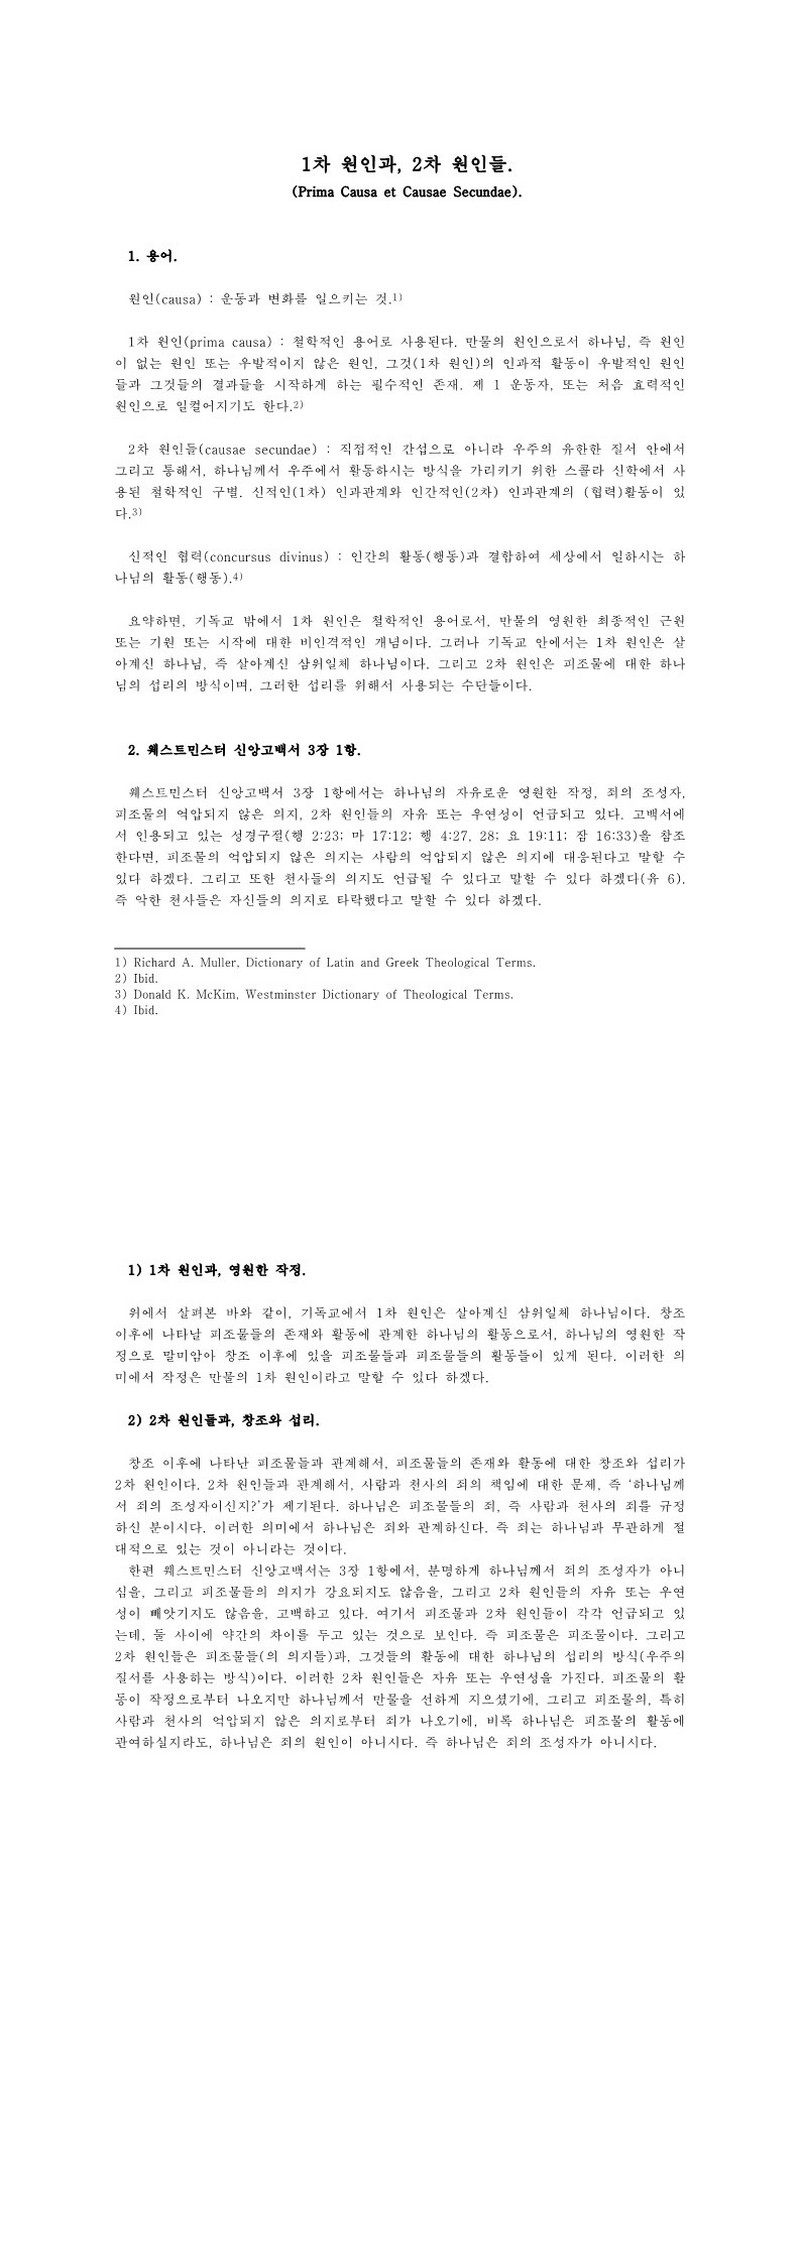 1차 원인과, 2차 원인들.
(Prima Causa et Causae Secundae).
1. 용어.
원인(causa) : 운동과 변화를 일으키는 것.1)
1차 원인(prima causa) : 철학적인 용어로 사용된다. 만물의 원인으로서 하나님, 즉 원인
이 없는 원인 또는 우발적이지 않은 원인, 그것(1차 원인)의 인과적 활동이 우발적인 원인
들과 그것들의 결과들을 시작하게 하는 필수적인 존재. 제 1 운동자, 또는 처음 효력적인
원인으로 일컬어지기도 한다.2)
2차 원인들(causae secundae) : 직접적인 간섭으로 아니라 우주의 유한한 질서 안에서
그리고 통해서, 하나님께서 우주에서 활동하시는 방식을 가리키기 위한 스콜라 신학에서 사
용된 철학적인 구별. 신적인(1차) 인과관계와 인간적인(2차) 인과관계의 (협력)활동이 있
다.3)
신적인 협력(concursus divinus) : 인간의 활동(행동)과 결합하여 세상에서 일하시는 하
나님의 활동(행동).4)
요약하면, 기독교 밖에서 1차 원인은 철학적인 용어로서, 만물의 영원한 최종적인 근원
또는 기원 또는 시작에 대한 비인격적인 개념이다. 그러나 기독교 안에서는 1차 원인은 살
아계신 하나님, 즉 살아계신 삼위일체 하나님이다. 그리고 2차 원인은 피조물에 대한 하나
님의 섭리의 방식이며, 그러한 섭리를 위해서 사용되는 수단들이다.
2. 웨스트민스터 신앙고백서 3장 1항.
웨스트민스터 신앙고백서 3장 1항에서는 하나님의 자유로운 영원한 작정, 죄의 조성자,
피조물의 억압되지 않은 의지, 2차 원인들의 자유 또는 우연성이 언급되고 있다. 고백서에
서 인용되고 있는 성경구절(행 2:23; 마 17:12; 행 4:27, 28; 요 19:11; 잠 16:33)을 참조
한다면, 피조물의 억압되지 않은 의지는 사람의 억압되지 않은 의지에 대응된다고 말할 수
있다 하겠다. 그리고 또한 천사들의 의지도 언급될 수 있다고 말할 수 있다 하겠다(유 6).
즉 악한 천사들은 자신들의 의지로 타락했다고 말할 수 있다 하겠다.
1) Richard A. Muller, Dictionary of Latin and Greek Theological Terms.
2) Ibid.
3) Donald K. McKim, Westminster Dictionary of Theological Terms.
4) Ibid.
1) 1차 원인과, 영원한 작정.
위에서 살펴본 바와 같이, 기독교에서 1차 원인은 살아계신 삼위일체 하나님이다. 창조
이후에 나타날 피조물들의 존재와 활동에 관계한 하나님의 활동으로서, 하나님의 영원한 작
정으로 말미암아 창조 이후에 있을 피조물들과 피조물들의 활동들이 있게 된다. 이러한 의
미에서 작정은 만물의 1차 원인이라고 말할 수 있다 하겠다.
2) 2차 원인들과, 창조와 섭리.
창조 이후에 나타난 피조물들과 관계해서, 피조물들의 존재와 활동에 대한 창조와 섭리가
2차 원인이다. 2차 원인들과 관계해서, 사람과 천사의 죄의 책임에 대한 문제, 즉 '하나님께
서 죄의 조성자이신지?'가 제기된다. 하나님은 피조물들의 죄, 즉 사람과 천사의 죄를 규정
하신 분이시다. 이러한 의미에서 하나님은 죄와 관계하신다. 즉 죄는 하나님과 무관하게 절
대적으로 있는 것이 아니라는 것이다.
한편 웨스트민스터 신앙고백서는 3장 1항에서, 분명하게 하나님께서 죄의 조성자가 아니
심을, 그리고 피조물들의 의지가 강요되지도 않음을, 그리고 2차 원인들의 자유 또는 우연
성이 빼앗기지도 않음을, 고백하고 있다. 여기서 피조물과 2차 원인들이 각각 언급되고 있
는데, 둘 사이에 약간의 차이를 두고 있는 것으로 보인다. 즉 피조물은 피조물이다. 그리고
2차 원인들은 피조물들(의 의지들)과, 그것들의 활동에 대한 하나님의 섭리의 방식(우주의
질서를 사용하는 방식)이다. 이러한 2차 원인들은 자유 또는 우연성을 가진다. 피조물의 활
동이 작정으로부터 나오지만 하나님께서 만물을 선하게 지으셨기에, 그리고 피조물의, 특히
사람과 천사의 억압되지 않은 의지로부터 죄가 나오기에, 비록 하나님은 피조물의 활동에
관여하실지라도, 하나님은 죄의 원인이 아니시다. 즉 하나님은 죄의 조성자가 아니시다.